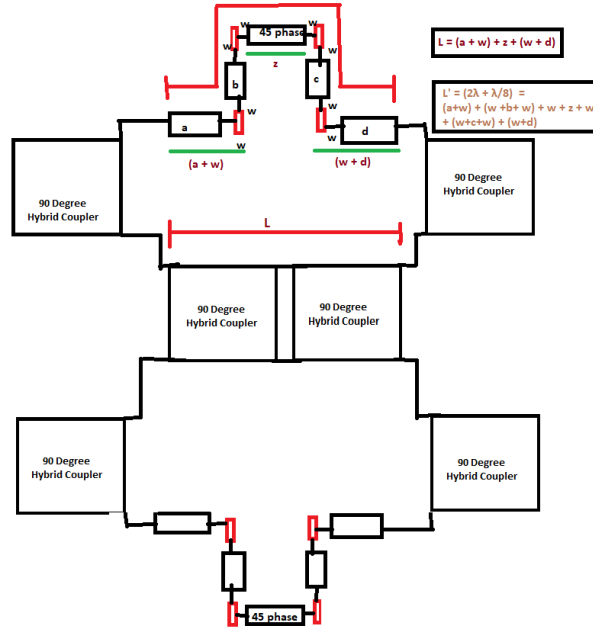 w
45 phase
w
L = (a + w) + z + (w + d)
w
w
z
b
c
L' = (2λ + λ/8) =
(a+w) + (w +b+ w) + w + z + w
+ (w+c+w) + (w+d)
w
w
a
d
w
w
(a + w)
(w + d)
90 Degree
Hybrid Coupler
90 Degree
Hybrid Coupler
L
90 Degree
Hybrid Coupler
90 Degree
Hybrid Coupler
90 Degree
Hybrid Coupler
90 Degree
Hybrid Coupler
45 phase